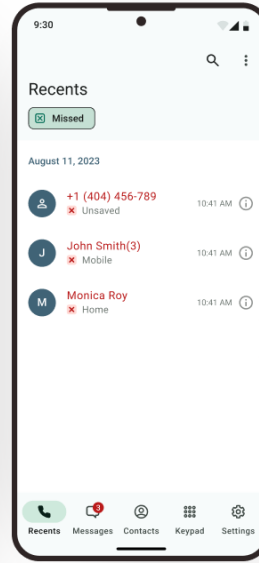 9:30
Recents
Missed
August 11, 2023
+1 (404) 456-789
Unsaved
10:41 AM
J
John Smith(3)
Mobile
10:41 AM
M
Monica Roy
Home
10:41 AM
3
Recents Messages Contacts Keypad Settings